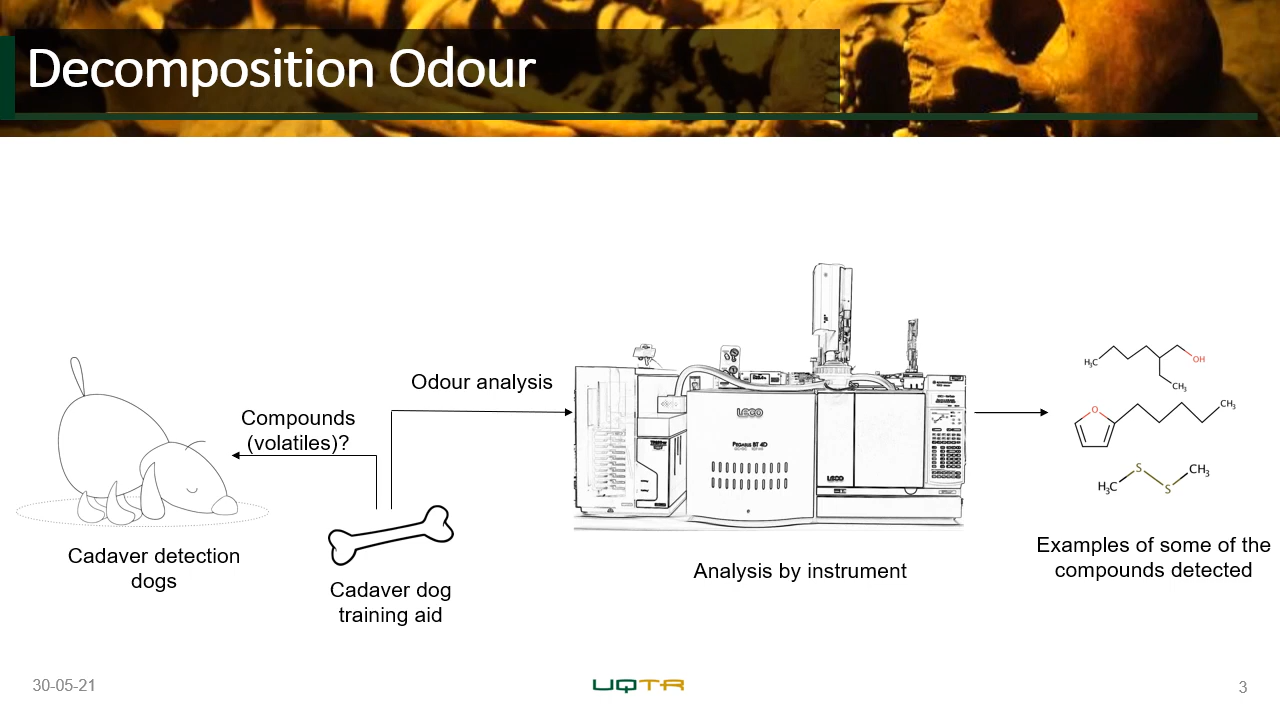 Decomposition Odour
Odour analysis
Compounds
(volatiles)?
Cadaver detection
dogs
Cadaver dog
training aid
LECO
PEGASUS BT 4D
LECO
Analysis by instrument
H₃C
OH
CH₃
O
CH₃
H₃C
S
S
CH₃
Examples of some of the
compounds detected
30-05-21
UQTR
3